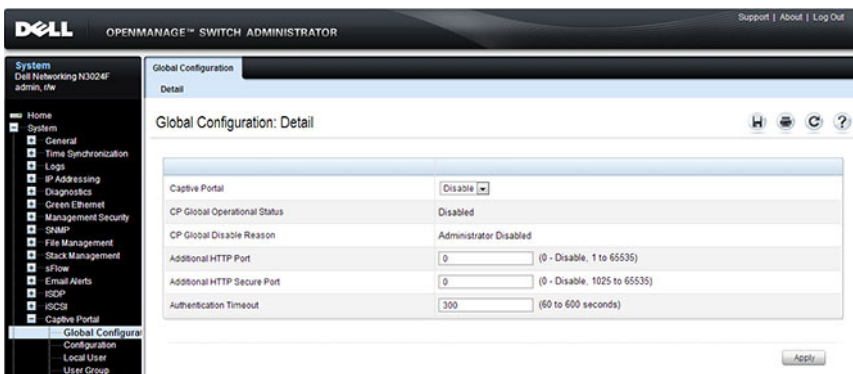 Support | About | Log Out
DELL OPENMANAGE™ SWITCH ADMINISTRATOR
System
Dell Networking N3024F
admin, r/w
Home
System
General
Time Synchronization
Logs
IP Addressing
Diagnostics
Green Ethernet
Management Security
SNMP
File Management
Stack Management
sFlow
Email Alerts
ISDP
iSCSI
Captive Portal
Global Configurat
Configuration
Local User
User Group
Global Configuration
Detail
Global Configuration: Detail
Captive Portal Disable
CP Global Operational Status Disabled
CP Global Disable Reason Administrator Disabled
Additional HTTP Port 0 (0 - Disable, 1 to 65535)
Additional HTTP Secure Port 0 (0 - Disable, 1025 to 65535)
Authentication Timeout 300 (60 to 600 seconds)
Apply